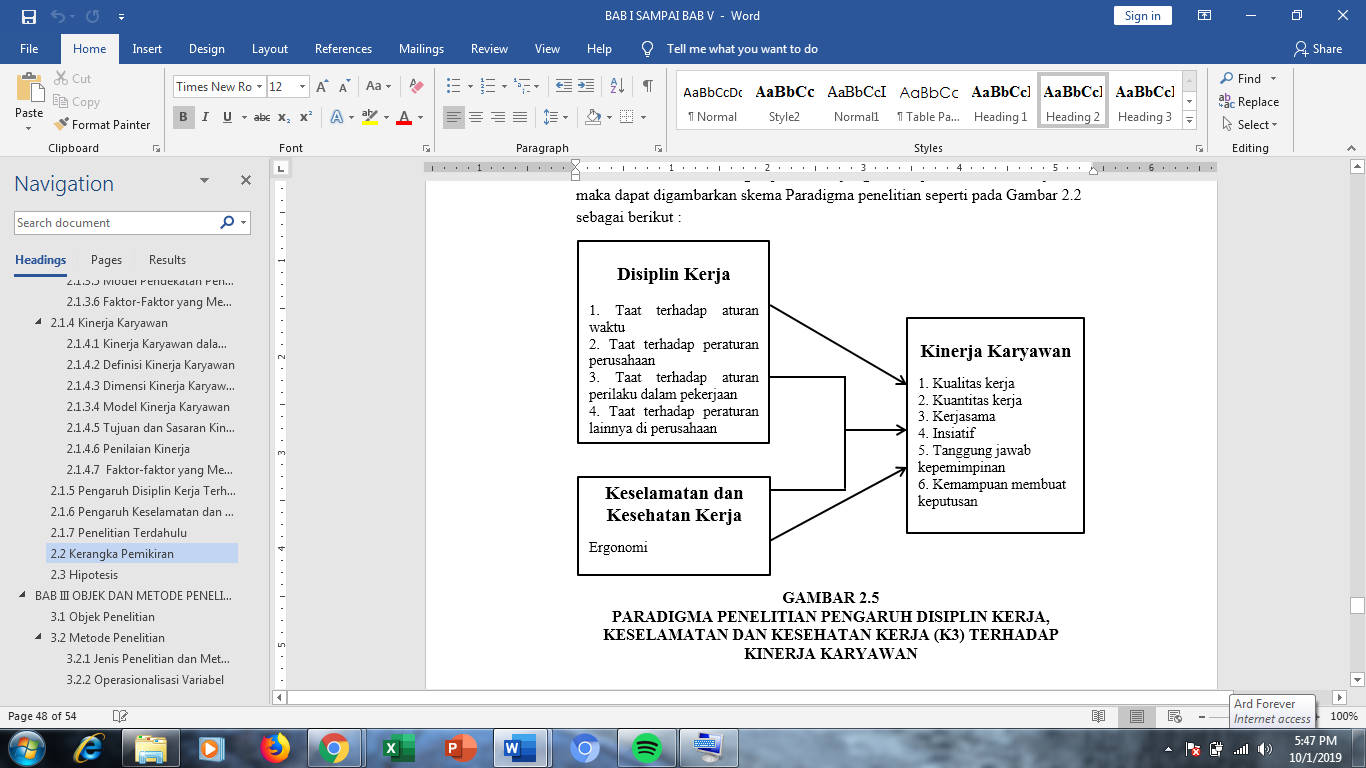 BAB I SAMPAI BAB V - Word
Sign in
File Home Insert Design Layout References Mailings Review View Help Tell me what you want to do Share
Paste
Cut
Copy
Format Painter
Clipboard
Times New Ro 12
Font
Paragraph
AaBbCcDc AaBbCc AaBbCcI AaBbCc AaBbCcI AaBbCcI AaBbCcI
¶ Normal Style2 Normal1 ¶ Table Pa... Heading 1 Heading 2 Heading 3
Styles
Find
Replace
Select
Editing
Navigation
Search document
Headings Pages Results
2.1.3.5 Model Pendekatan Pen...
2.1.3.6 Faktor-Faktor yang Me...
2.1.4 Kinerja Karyawan
2.1.4.1 Kinerja Karyawan dala...
2.1.4.2 Definisi Kinerja Karyawan
2.1.4.3 Dimensi Kinerja Karyaw...
2.1.3.4 Model Kinerja Karyawan
2.1.4.5 Tujuan dan Sasaran Kin...
2.1.4.6 Penilaian Kinerja
2.1.4.7 Faktor-faktor yang Me...
2.1.5 Pengaruh Disiplin Kerja Terh...
2.1.6 Pengaruh Keselamatan dan ...
2.1.7 Penelitian Terdahulu
2.2 Kerangka Pemikiran
2.3 Hipotesis
BAB III OBJEK DAN METODE PENELI...
3.1 Objek Penelitian
3.2 Metode Penelitian
3.2.1 Jenis Penelitian dan Met...
3.2.2 Operasionalisasi Variabel
maka dapat digambarkan skema Paradigma penelitian seperti pada Gambar 2.2
sebagai berikut :
Disiplin Kerja
1. Taat terhadap aturan
waktu
2. Taat terhadap peraturan
perusahaan
3. Taat terhadap aturan
perilaku dalam pekerjaan
4. Taat terhadap peraturan
lainnya di perusahaan
Keselamatan dan
Kesehatan Kerja
Ergonomi
Kinerja Karyawan
1. Kualitas kerja
2. Kuantitas kerja
3. Kerjasama
4. Insiatif
5. Tanggung jawab
kepemimpinan
6. Kemampuan membuat
keputusan
GAMBAR 2.5
PARADIGMA PENELITIAN PENGARUH DISIPLIN KERJA,
KESELAMATAN DAN KESEHATAN KERJA (K3) TERHADAP
KINERJA KARYAWAN
Page 48 of 54
100%
Ard Forever
Internet access
5:47 PM
10/1/2019